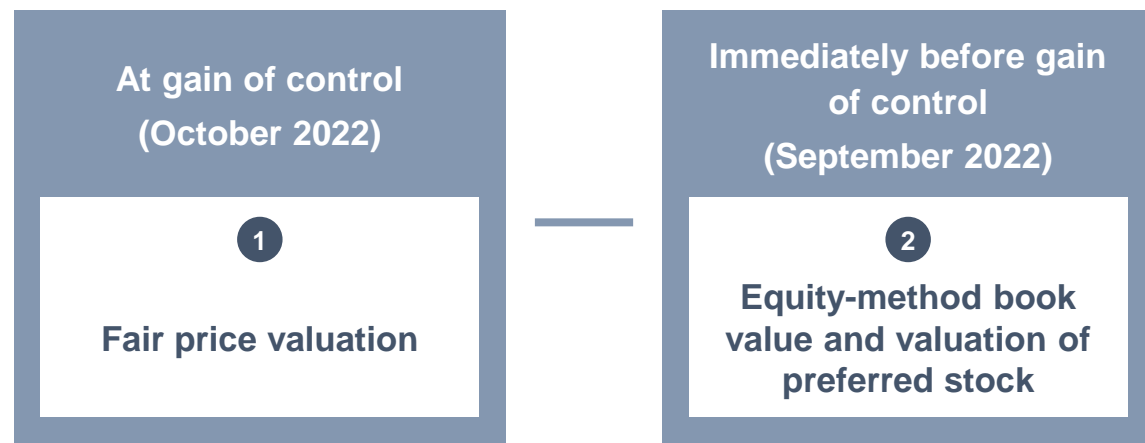 At gain of control
(October 2022)
1
Fair price valuation
Immediately before gain
of control
(September 2022)
2
Equity-method book
value and valuation of
preferred stock